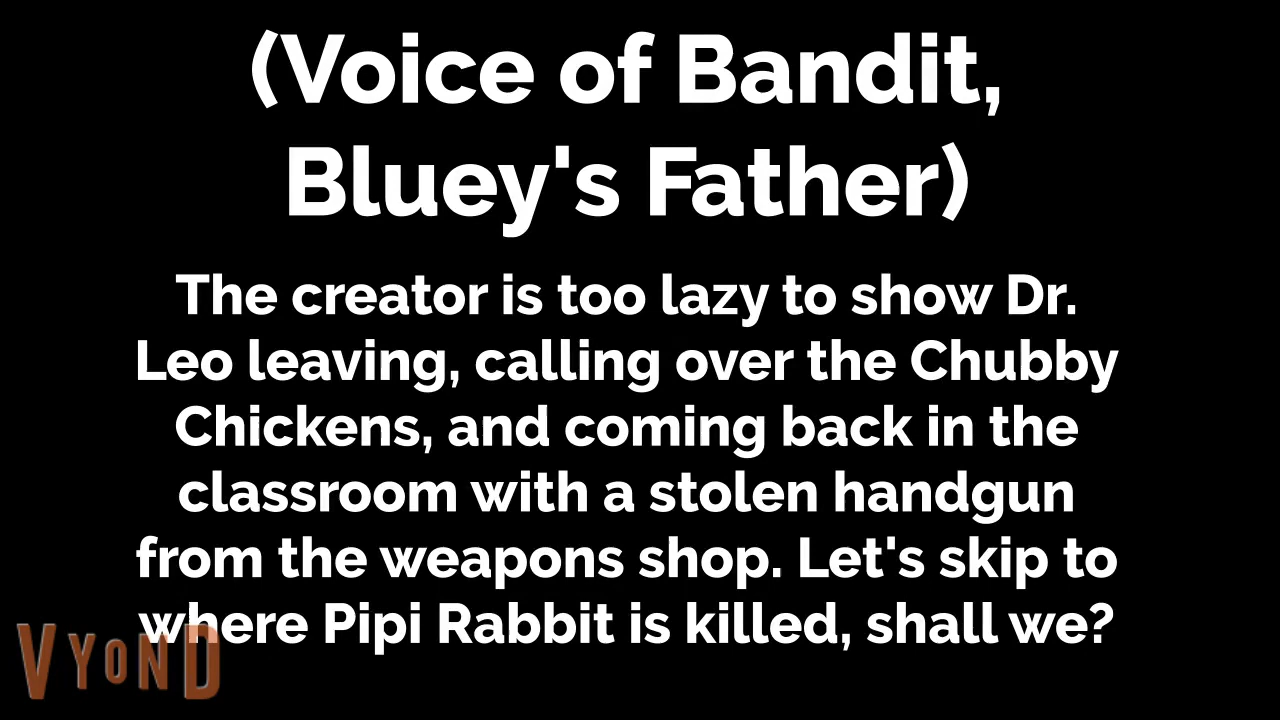 (Voice of Bandit,
Bluey's Father)
The creator is too lazy to show Dr.
Leo leaving, calling over the Chubby
Chickens, and coming back in the
classroom with a stolen handgun
from the weapons shop. Let's skip to
where Pipi Rabbit is killed, shall we?
VYOND